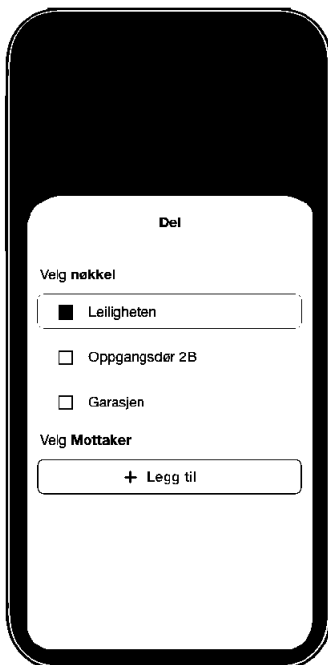 Del
Velg nøkkel
Leiligheten
Oppgangsdør 2B
Garasjen
Velg Mottaker
+ Legg til